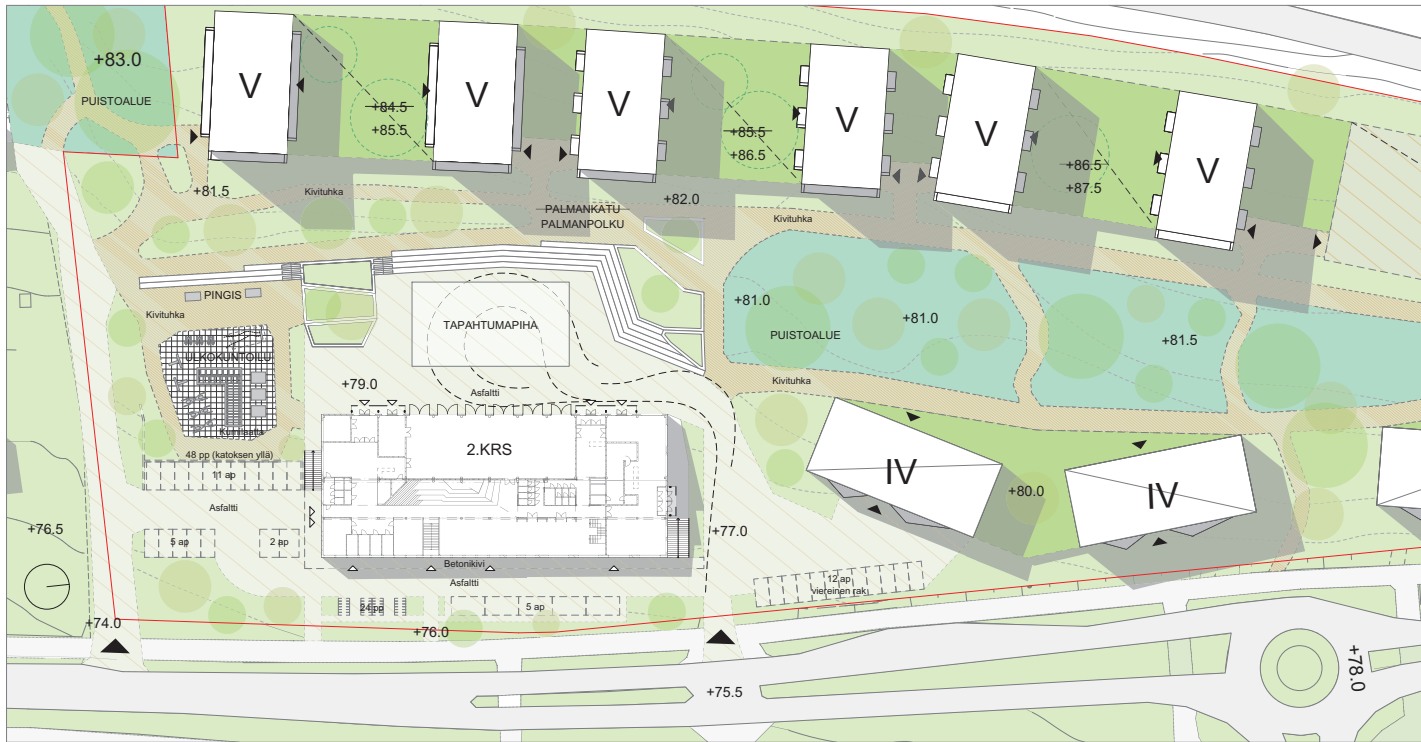 +83.0
PUISTOALUE
V
V
V
V
V
V
+84.5
+85.5
+85.5
+86.5
+86.5
+87.5
+81.5
Kivituhka
+82.0
PALMANKATU
PALMANPOLKU
Kivituhka
PINGIS
Kivituhka
TAPAHTUMAPIHA
+81.0
+81.0
PUISTOALUE
+81.5
ULKOKUNTOILU
+79.0
Asfaltti
Kivituhka
Kumilaatta
2.KRS
48 pp (katoksen yllä)
11 ap
IV
IV
+80.0
Asfaltti
+76.5
5 ap
2 ap
+77.0
Betonikivi
Asfaltti
12 ap
viereinen rak.
24 pp
5 ap
+74.0
+76.0
+75.5
+78.0